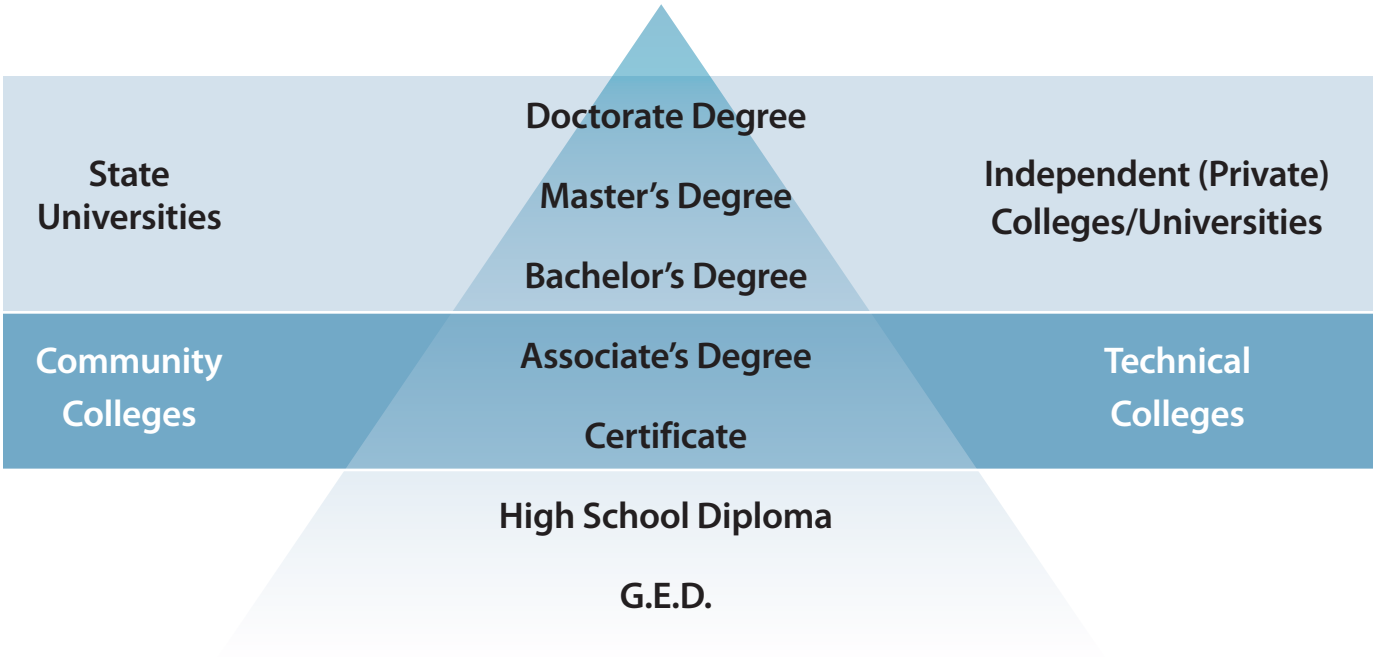 Doctorate Degree
State
Universities
Master’s Degree
Independent (Private)
Colleges/Universities
Bachelor’s Degree
Community
Colleges
Associate’s Degree
Technical
Colleges
Certificate
High School Diploma
G.E.D.